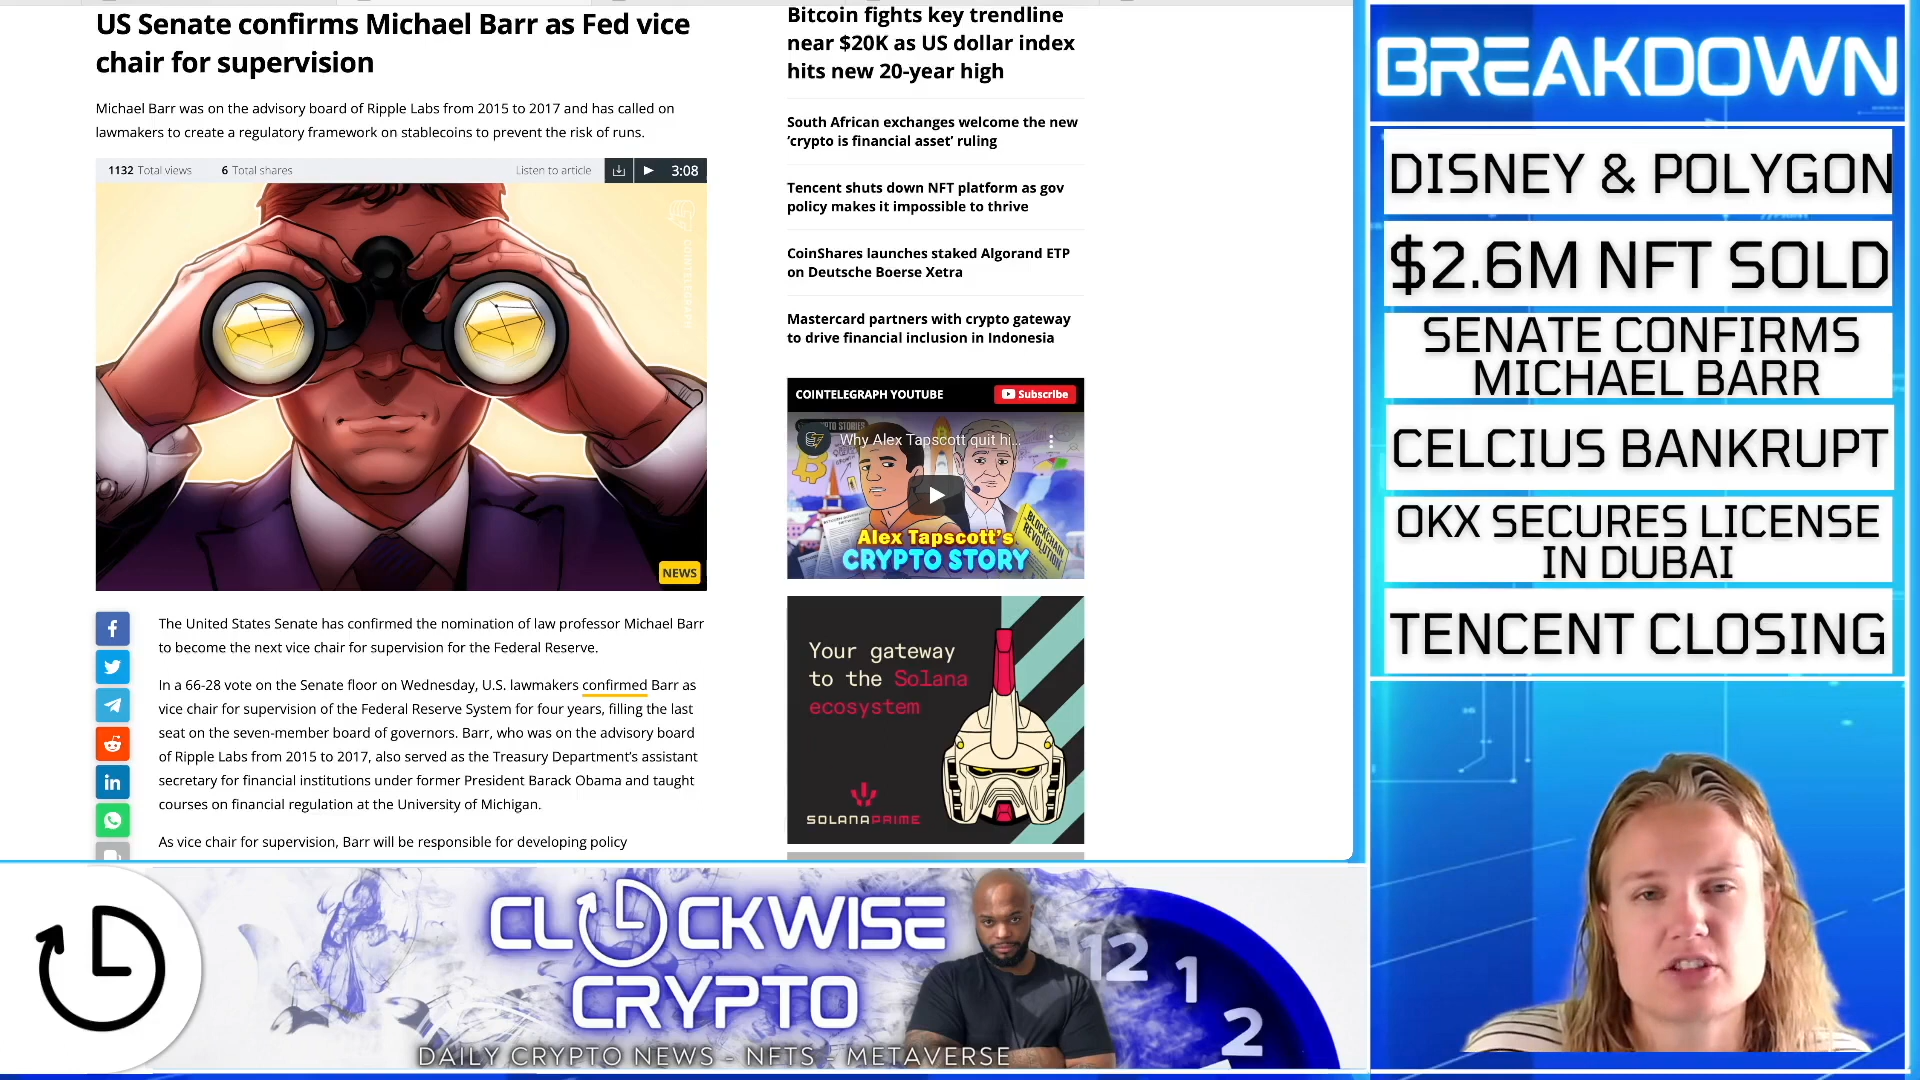 US Senate confirms Michael Barr as Fed vice
chair for supervision
Michael Barr was on the advisory board of Ripple Labs from 2015 to 2017 and has called on
lawmakers to create a regulatory framework on stablecoins to prevent the risk of runs.
1132 Total views
6 Total shares
Listen to article
3:08
COINTELEGRAPH
NEWS
The United States Senate has confirmed the nomination of law professor Michael Barr
to become the next vice chair for supervision for the Federal Reserve.
In a 66-28 vote on the Senate floor on Wednesday, U.S. lawmakers confirmed Barr as
vice chair for supervision of the Federal Reserve System for four years, filling the last
seat on the seven-member board of governors. Barr, who was on the advisory board
of Ripple Labs from 2015 to 2017, also served as the Treasury Department's assistant
secretary for financial institutions under former President Barack Obama and taught
courses on financial regulation at the University of Michigan.
As vice chair for supervision, Barr will be responsible for developing policy
Bitcoin fights key trendline
near $20K as US dollar index
hits new 20-year high
South African exchanges welcome the new
'crypto is financial asset' ruling
Tencent shuts down NFT platform as gov
policy makes it impossible to thrive
CoinShares launches staked Algorand ETP
on Deutsche Boerse Xetra
Mastercard partners with crypto gateway
to drive financial inclusion in Indonesia
COINTELEGRAPH YOUTUBE
Subscribe
Why Alex Tapscott quit hi...
BLOCKCHAIN
REVOLUTION
Alex Tapscott's
CRYPTO STORY
Your gateway
to the Solana
ecosystem
SOLANAPRIME
BREAKDOWN
DISNEY & POLYGON
$2.6M NFT SOLD
SENATE CONFIRMS
MICHAEL BARR
CELCIUS BANKRUPT
OKX SECURES LICENSE
IN DUBAI
TENCENT CLOSING
CLOCKWISE
CRYPTO
DAILY CRYPTO NEWS - NFTS - METAVERSE
12
1
2